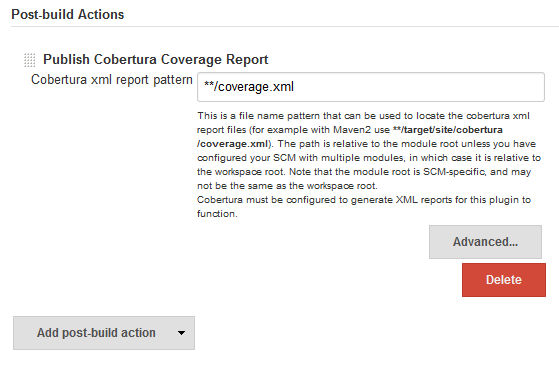 Post-build Actions
Publish Cobertura Coverage Report
Cobertura xml report pattern
**/coverage.xml
This is a file name pattern that can be used to locate the cobertura xml
report files (for example with Maven2 use **/target/site/cobertura
/coverage.xml). The path is relative to the module root unless you have
configured your SCM with multiple modules, in which case it is relative to
the workspace root. Note that the module root is SCM-specific, and may
not be the same as the workspace root.
Cobertura must be configured to generate XML reports for this plugin to
function.
Advanced...
Delete
Add post-build action